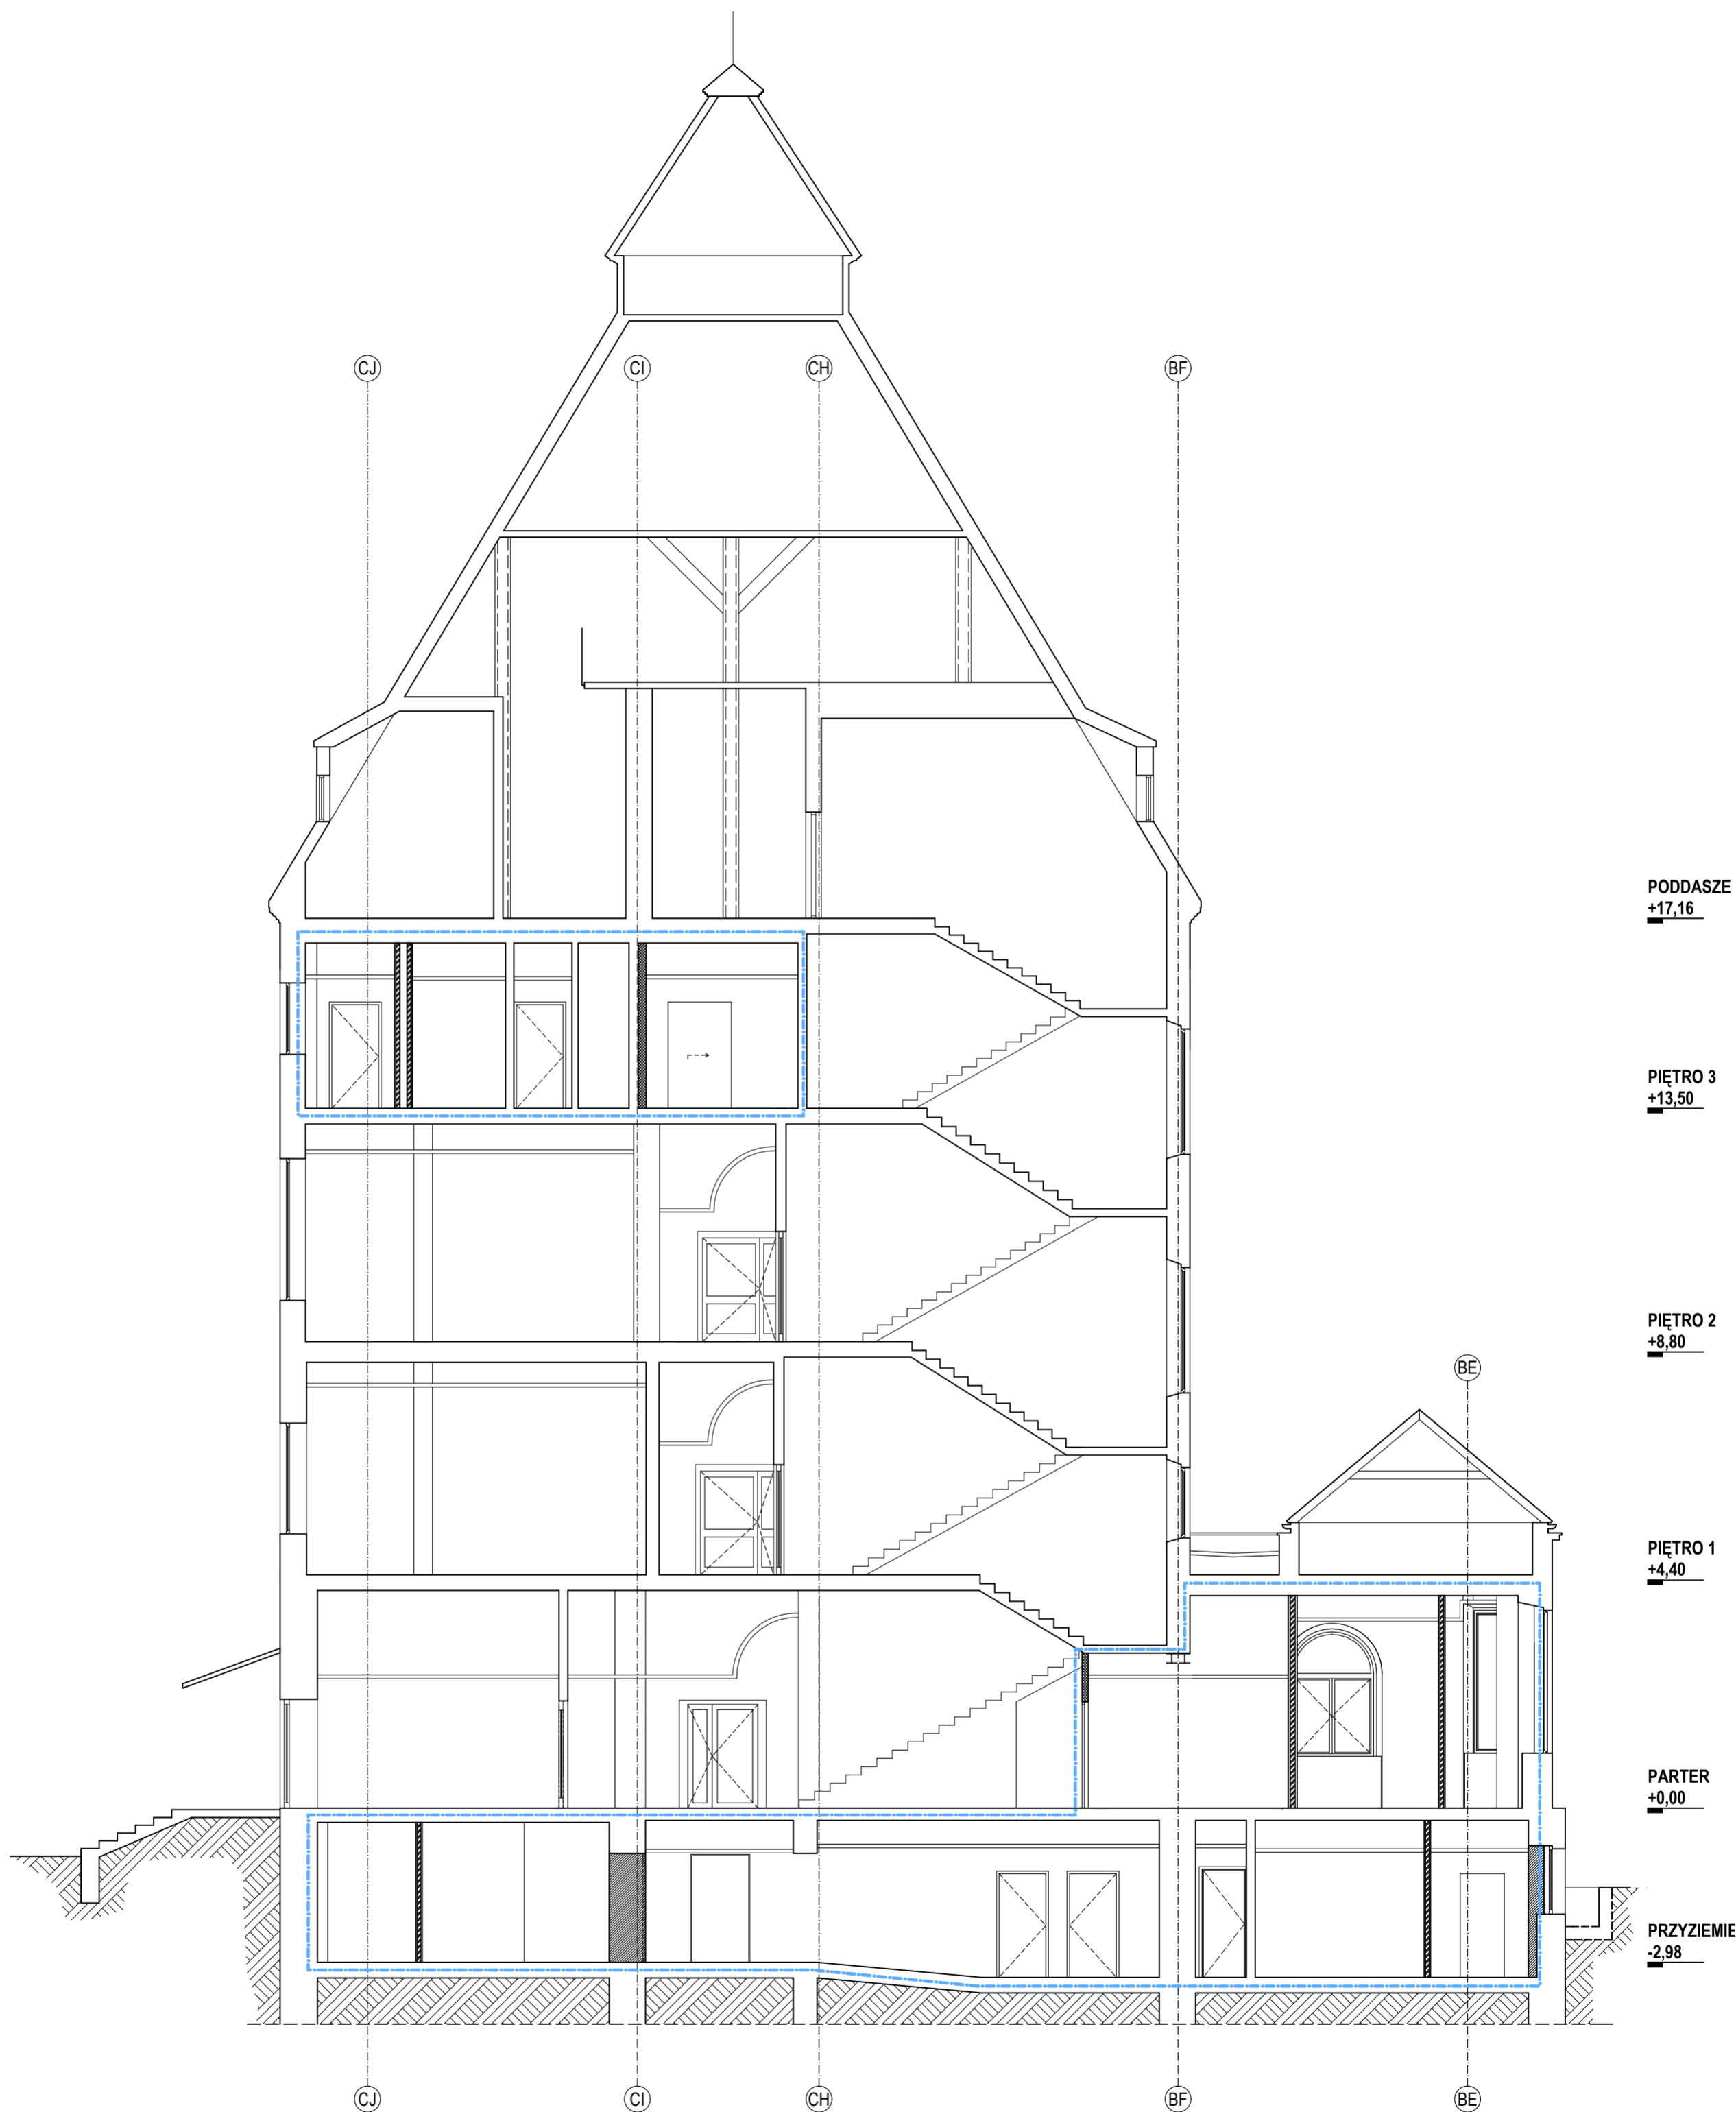 CJ
CI
CH
BF
PODDASZE
+17,16
PIĘTRO 3
+13,50
PIĘTRO 2
+8,80
BE
PIĘTRO 1
+4,40
PARTER
+0,00
PRZYZIEMIE
-2,98
CJ
CI
CH
BF
BE